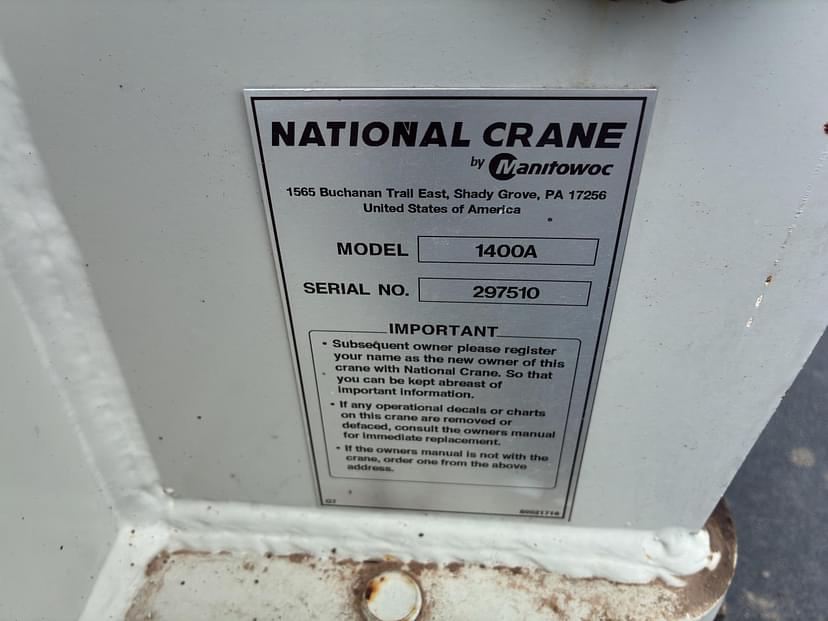 NATIONAL CRANE
by Manitowoc
1565 Buchanan Trail East, Shady Grove, PA 17256
United States of America
MODEL 1400A
SERIAL NO. 297510
IMPORTANT
• Subsequent owner please register
your name as the new owner of this
crane with National Crane. So that
you can be kept abreast of
important information.
• If any operational decals or charts
on this crane are removed or
defaced, consult the owners manual
for immediate replacement.
• If the owners manual is not with the
crane, order one from the above
address.